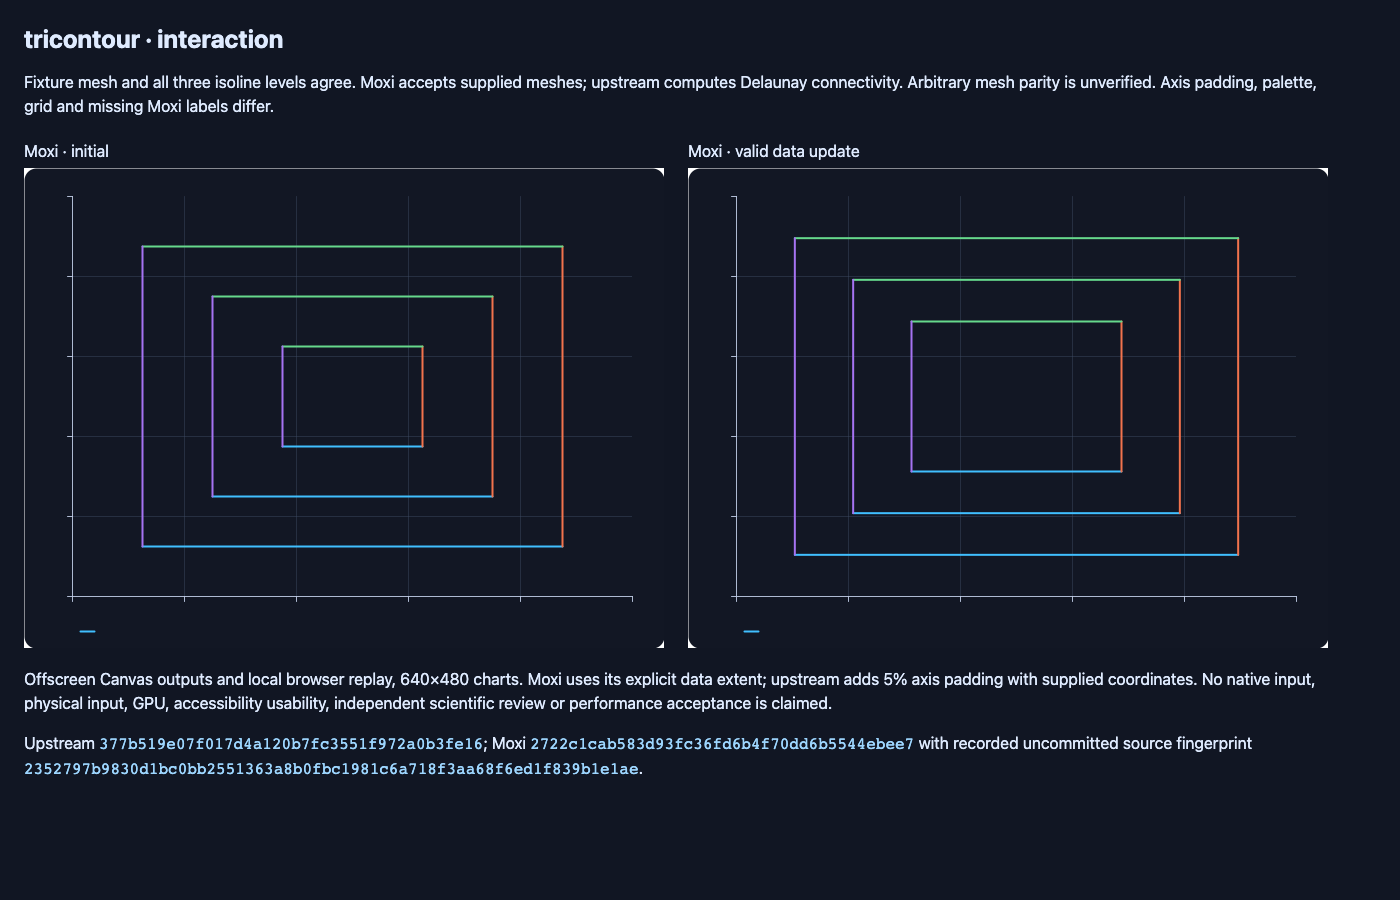 tricontour · interaction
Fixture mesh and all three isoline levels agree. Moxi accepts supplied meshes; upstream computes Delaunay connectivity. Arbitrary mesh parity is unverified. Axis padding, palette,
grid and missing Moxi labels differ.
Moxi · initial
Moxi · valid data update
Offscreen Canvas outputs and local browser replay, 640×480 charts. Moxi uses its explicit data extent; upstream adds 5% axis padding with supplied coordinates. No native input,
physical input, GPU, accessibility usability, independent scientific review or performance acceptance is claimed.
Upstream 377b519e07f017d4a120b7fc3551f972a0b3fe16; Moxi 2722c1cab583d93fc36fd6b4f70dd6b5544ebee7 with recorded uncommitted source fingerprint
2352797b9830d1bc0bb2551363a8b0fbc1981c6a718f3aa68f6ed1f839b1e1ae.